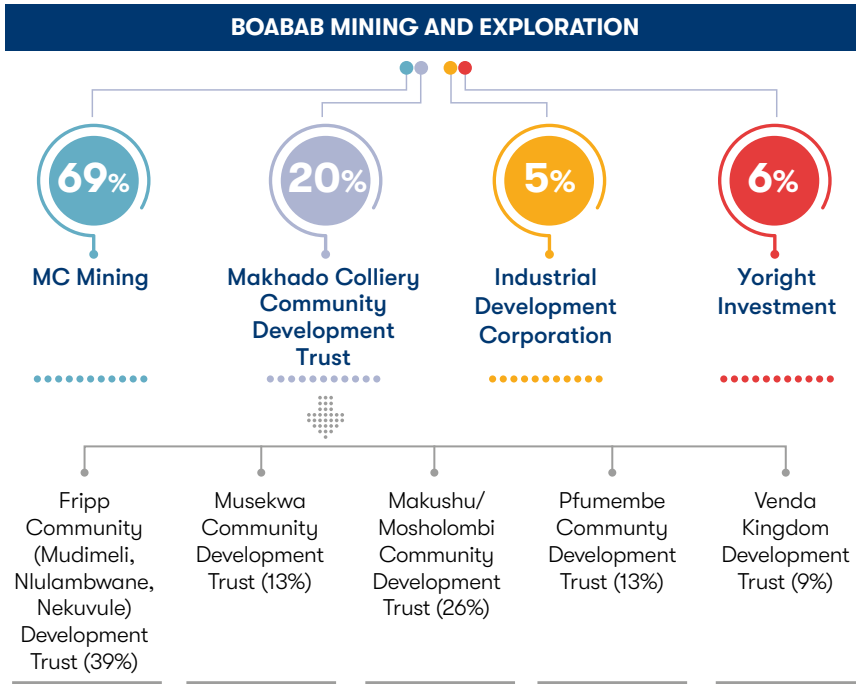 BOABAB MINING AND EXPLORATION
69%
20%
5%
6%
MC Mining
Makhado Colliery
Community
Development
Trust
Industrial
Development
Corporation
Yoright
Investment
Fripp
Community
(Mudimeli,
Nlulambwane,
Nekuvule)
Development
Trust (39%)
Musekwa
Community
Development
Trust (13%)
Makushu/
Mosholombi
Community
Development
Trust (26%)
Pfumembe
Communty
Development
Trust (13%)
Venda
Kingdom
Development
Trust (9%)